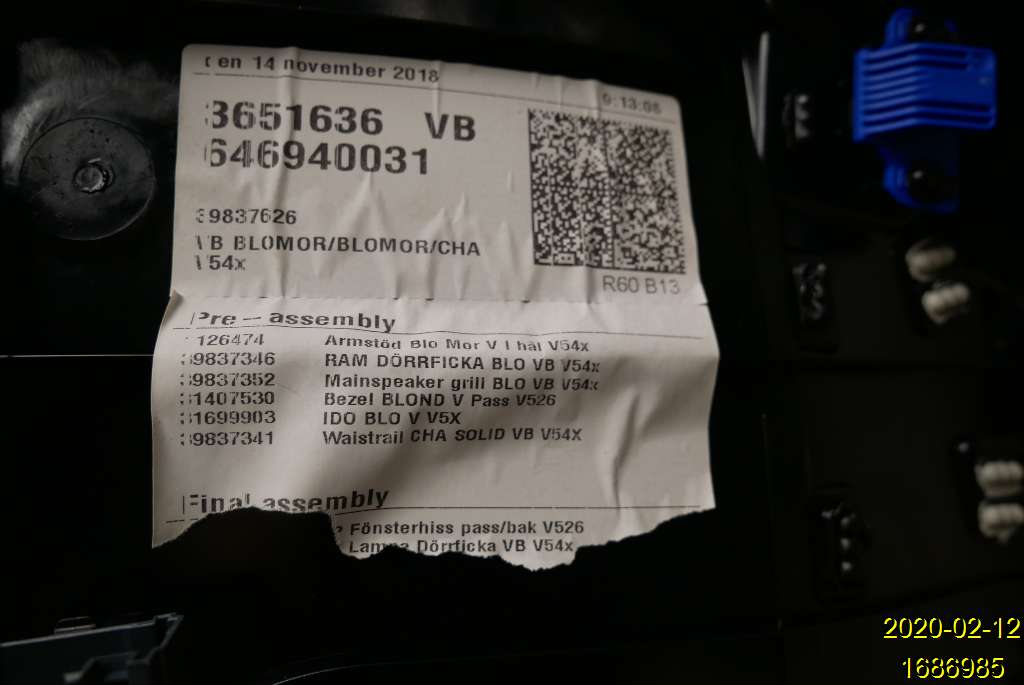 en 14 november 2018
9:13:08
3651636 VB
646940031
39837626
VB BLOMOR/BLOMOR/CHA
V54x
R60 B13
Pre - assembly
126474 Armstöd Blo Mor V I hål V54x
39837346 RAM DÖRRFICKA BLO VB V54x
39837352 Mainspeaker grill BLO VB V54x
31407530 Bezel BLOND V Pass V526
31699903 IDO BLO V V5X
39837341 Waistrail CHA SOLID VB V54X
Final assembly
Fönsterhiss pass/bak V526
Lampa Dörrficka VB V54x
2020-02-12
1686985